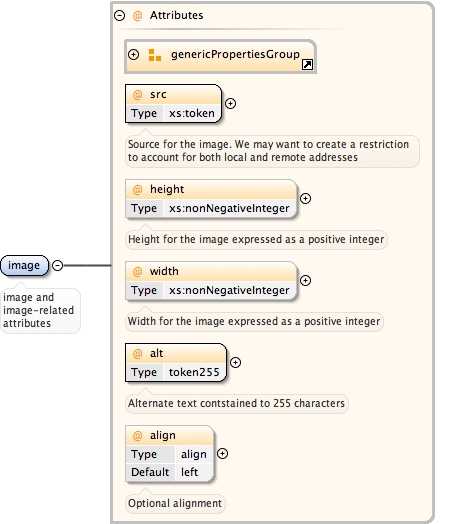 @ Attributes
genericPropertiesGroup
@ src
Type xs:token
Source for the image. We may want to create a restriction
to account for both local and remote addresses
@ height
Type xs:nonNegativeInteger
Height for the image expressed as a positive integer
image
image and
image-related
attributes
@ width
Type xs:nonNegativeInteger
Width for the image expressed as a positive integer
@ alt
Type token255
Alternate text contstained to 255 characters
@ align
Type align
Default left
Optional alignment